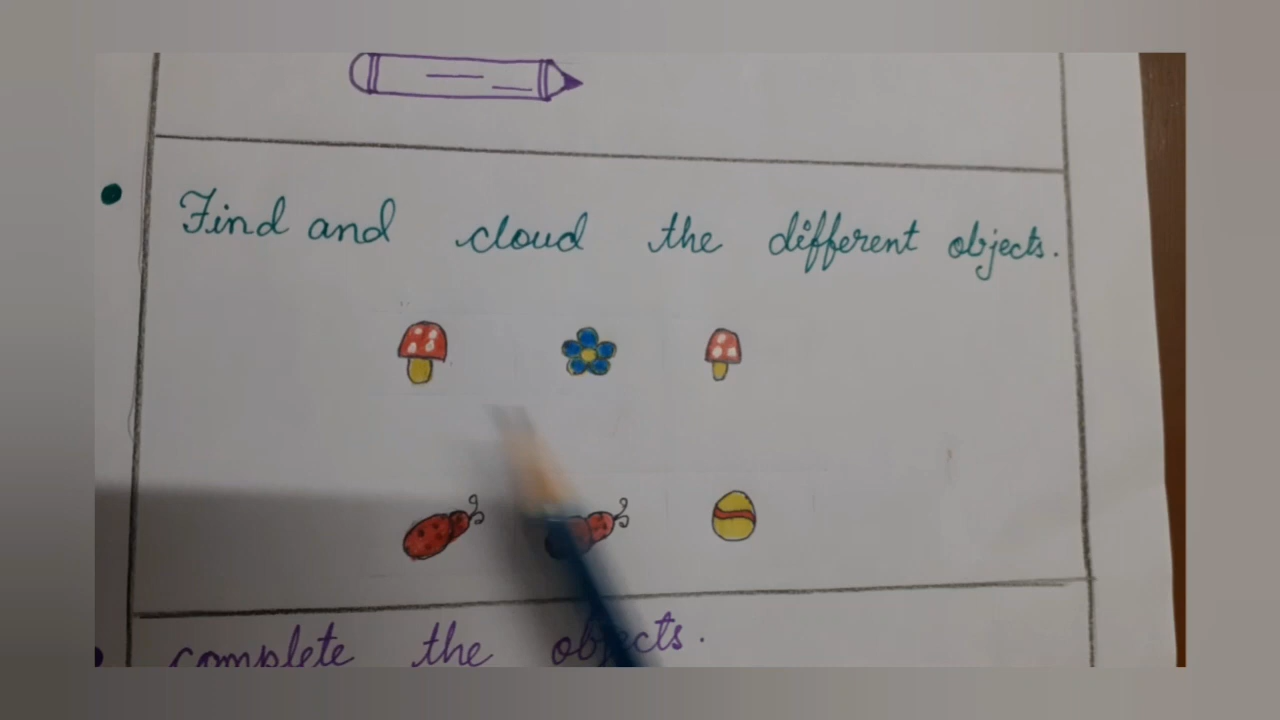 Find and cloud the different objects.
complete the objects.